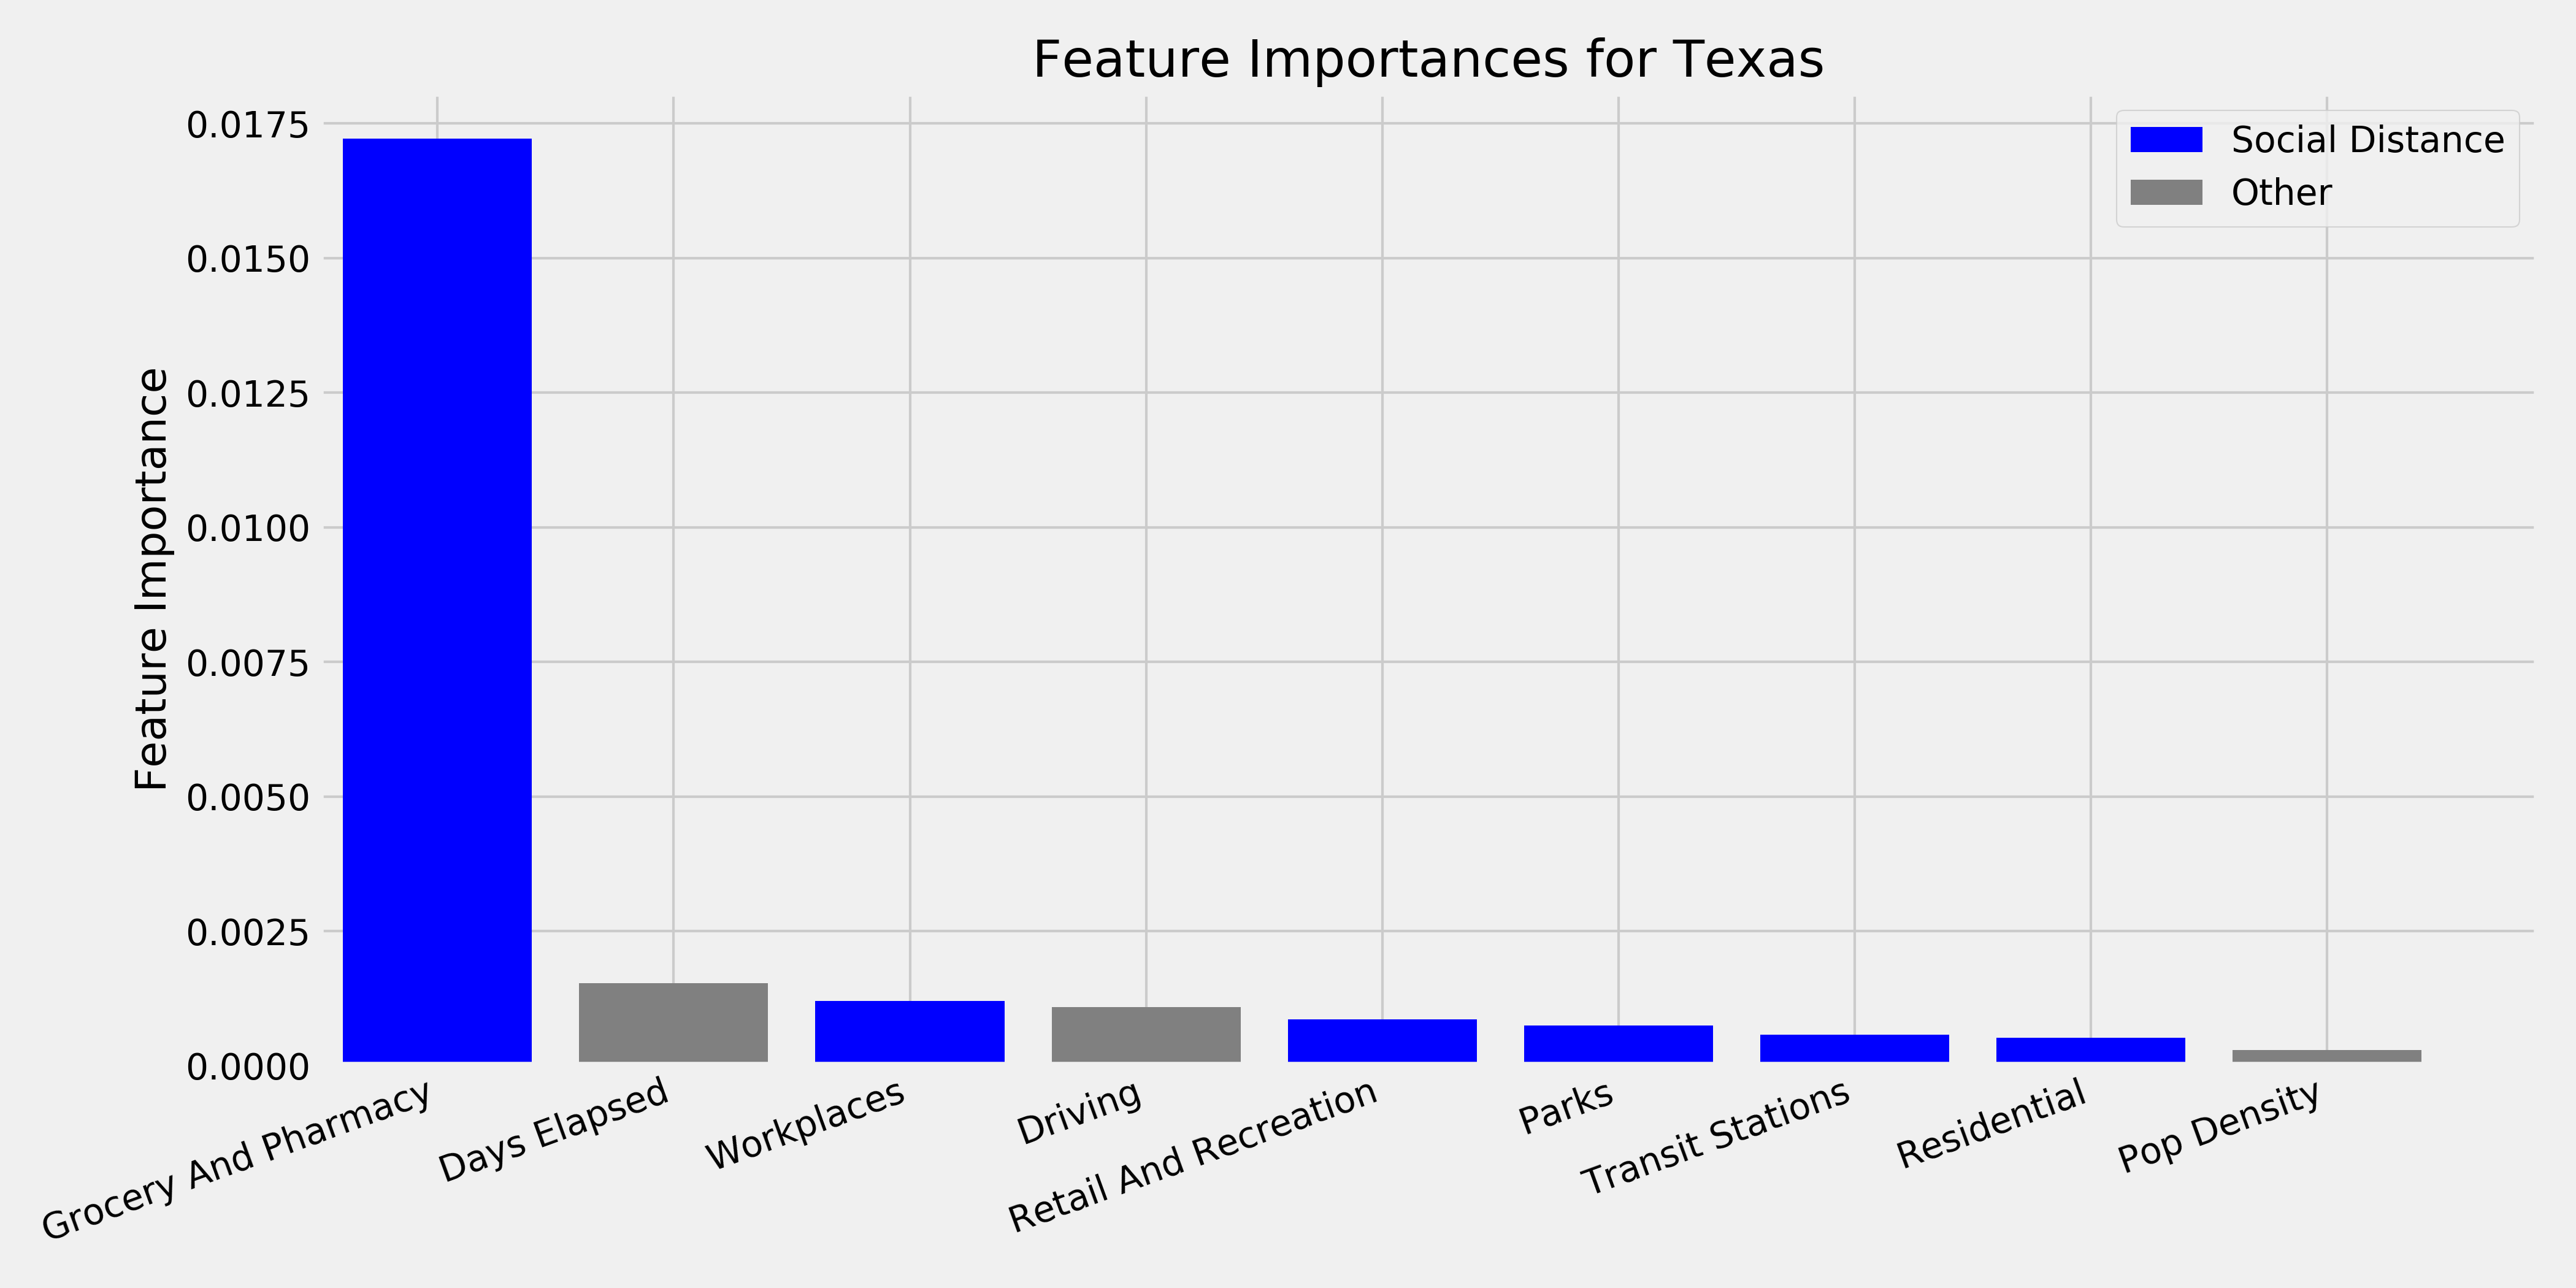 Feature Importances for Texas
Social Distance
Other
Feature Importance
0.0175
0.0150
0.0125
0.0100
0.0075
0.0050
0.0025
0.0000
Grocery And Pharmacy
Days Elapsed
Workplaces
Driving
Retail And Recreation
Parks
Transit Stations
Residential
Pop Density